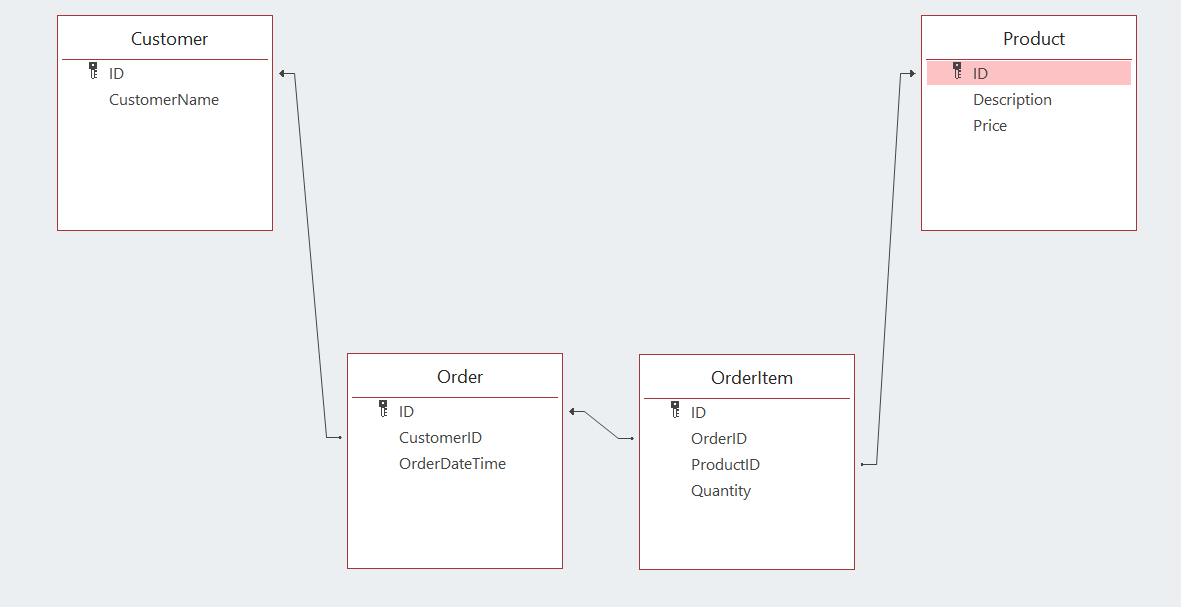 Customer
ID
CustomerName
Product
ID
Description
Price
Order
ID
CustomerID
OrderDateTime
OrderItem
ID
OrderID
ProductID
Quantity